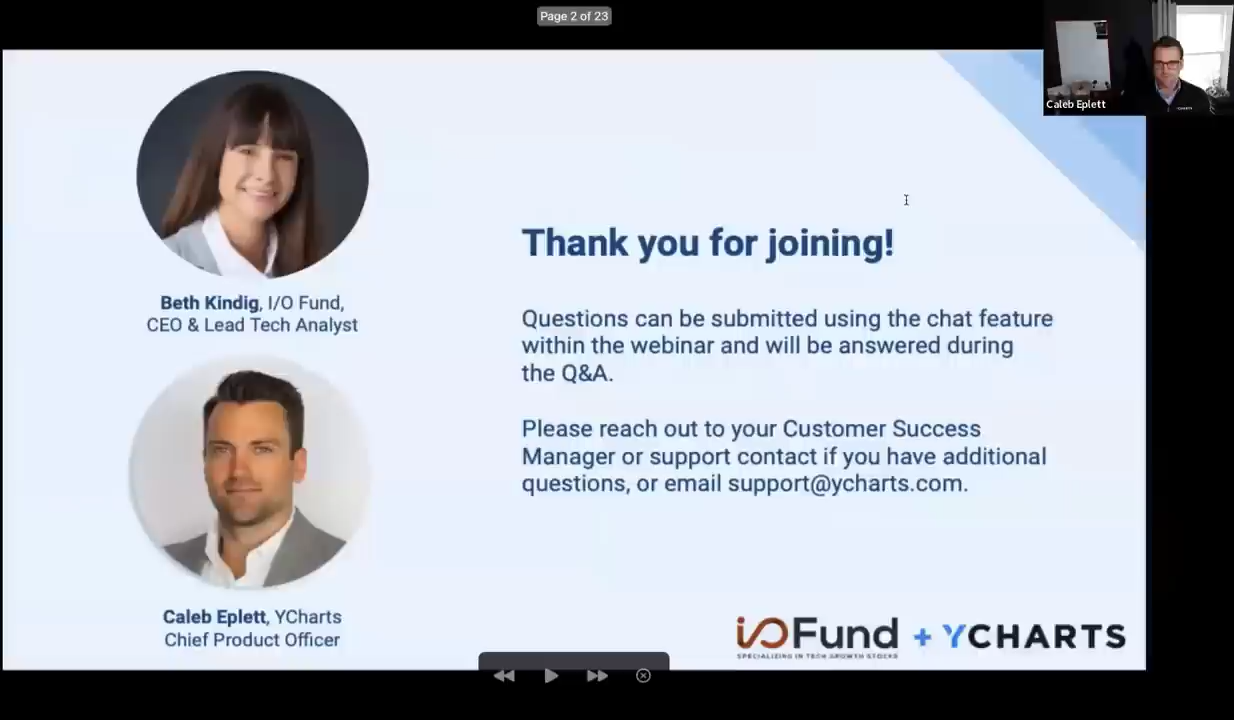 Page 2 of 23
Caleb Eplett
Thank you for joining!
Beth Kindig, I/O Fund,
CEO & Lead Tech Analyst
Questions can be submitted using the chat feature
within the webinar and will be answered during
the Q&A.
Please reach out to your Customer Success
Manager or support contact if you have additional
questions, or email support@ycharts.com.
Caleb Eplett, YCharts
Chief Product Officer
I/O Fund + YCHARTS
SPECIALIZING IN TECH GROWTH STOCKS